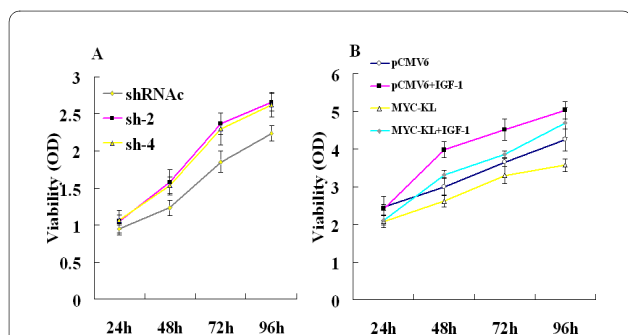 A
Viability (OD)
3
2.5
2
1.5
1
0.5
0
shRNAc
sh-2
sh-4
24h 48h 72h 96h
B
Viability (OD)
6
5
4
3
2
1
0
pCMV6
pCMV6+IGF-1
MYC-KL
MYC-KL+IGF-1
24h 48h 72h 96h